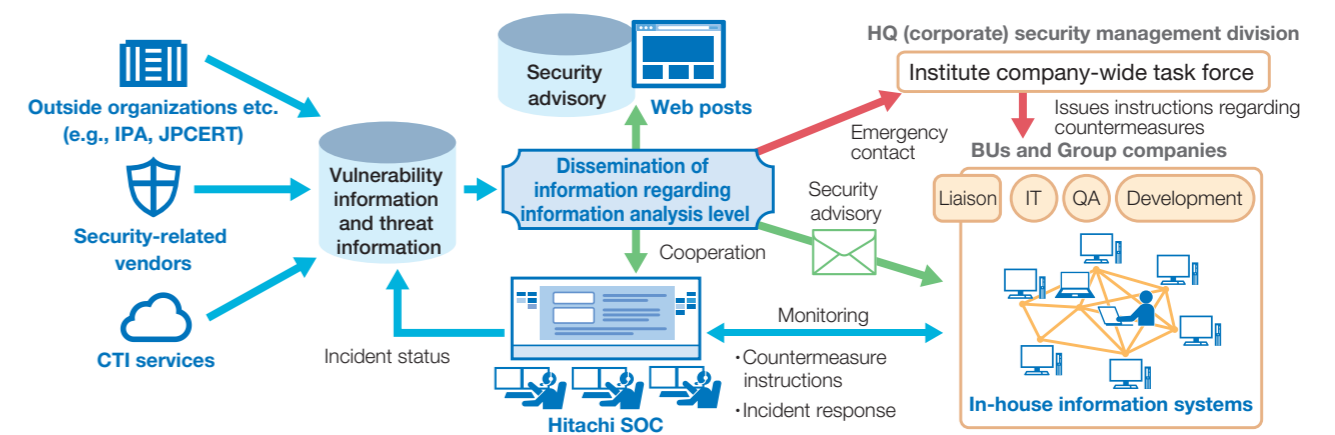 Outside organizations etc.
(e.g., IPA, JPCERT)
Security-related
vendors
CTI services
Vulnerability
information
and threat
information
Incident status
Security
advisory
Web posts
Dissemination of
information regarding
information analysis level
Cooperation
Hitachi SOC
Emergency
contact
Security
advisory
Monitoring
・Countermeasure
instructions
・Incident response
HQ (corporate) security management division
Institute company-wide task force
Issues instructions regarding
countermeasures
BUs and Group companies
Liaison
IT
QA
Development
In-house information systems